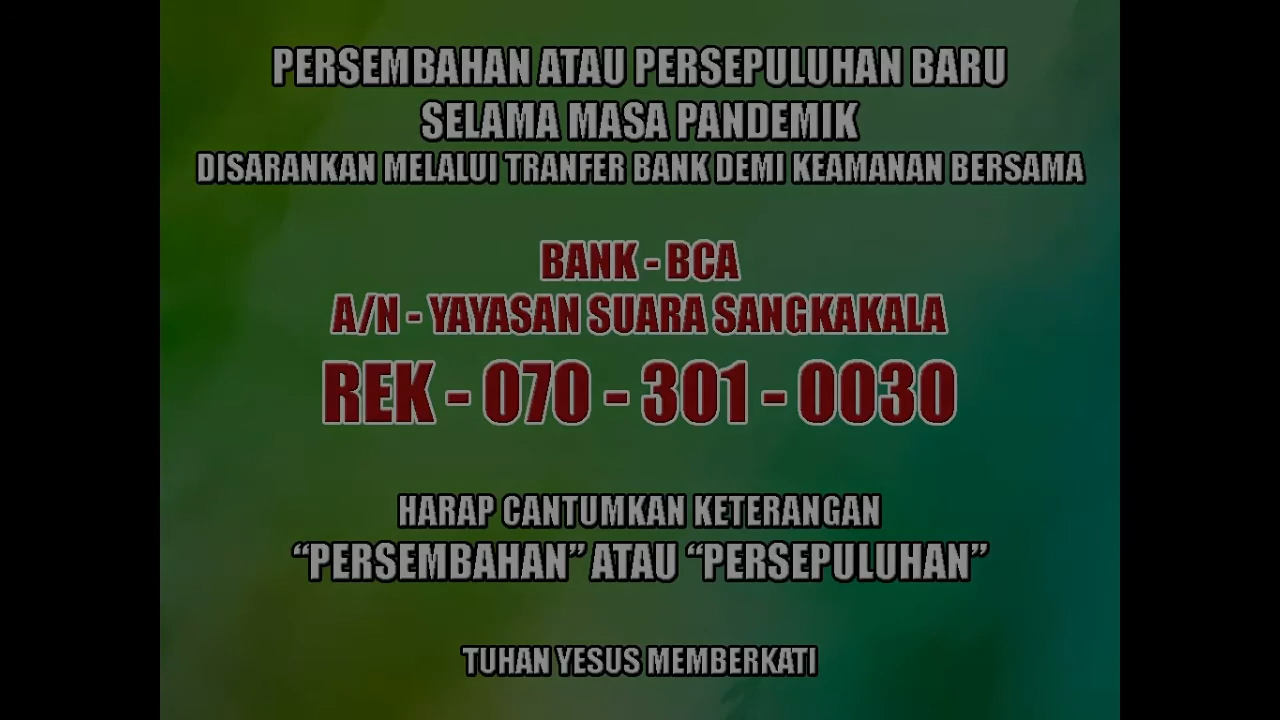 PERSEMBAHAN ATAU PERSEPULUHAN BARU
SELAMA MASA PANDEMIK
DISARANKAN MELALUI TRANFER BANK DEMI KEAMANAN BERSAMA
BANK - BCA
A/N - YAYASAN SUARA SANGKAKALA
REK - 070 - 301 - 0030
HARAP CANTUMKAN KETERANGAN
“PERSEMBAHAN” ATAU “PERSEPULUHAN”
TUHAN YESUS MEMBERKATI